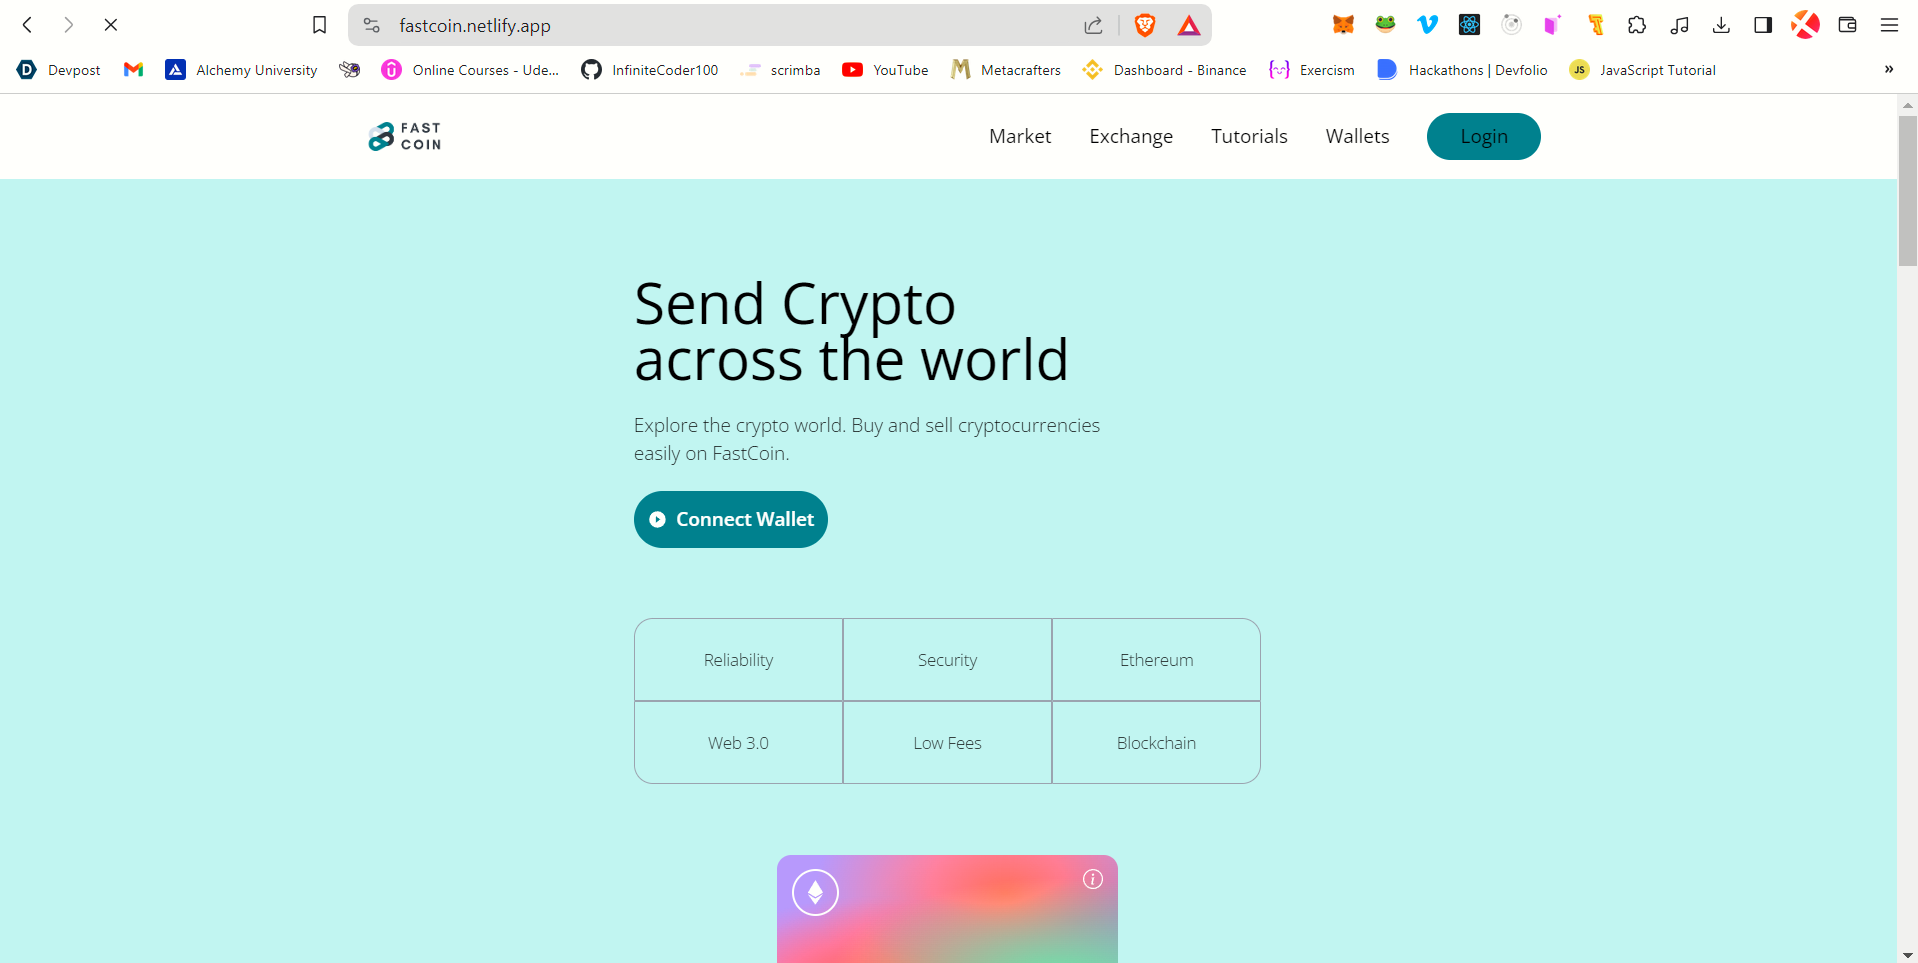 fastcoin.netlify.app
Devpost Alchemy University Online Courses - Ude... InfiniteCoder100 scrimba YouTube Metacrafters Dashboard - Binance Exercism Hackathons | Devfolio JS JavaScript Tutorial »
FAST
COIN
Market Exchange Tutorials Wallets Login
Send Crypto
across the world
Explore the crypto world. Buy and sell cryptocurrencies
easily on FastCoin.
Connect Wallet
Reliability Security Ethereum
Web 3.0 Low Fees Blockchain